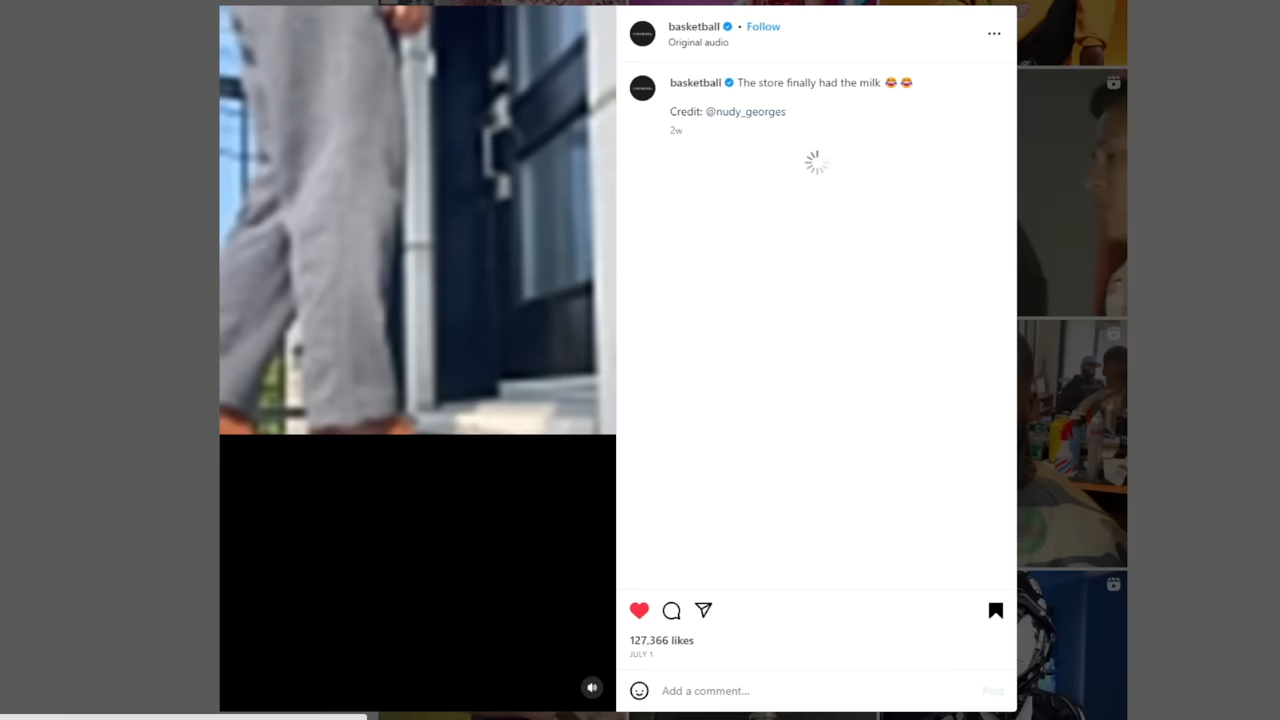 basketball • Follow
Original audio
basketball The store finally had the milk 😂😂
Credit: @nudy_georges
2w
127,366 likes
JULY 1
Add a comment...
Post